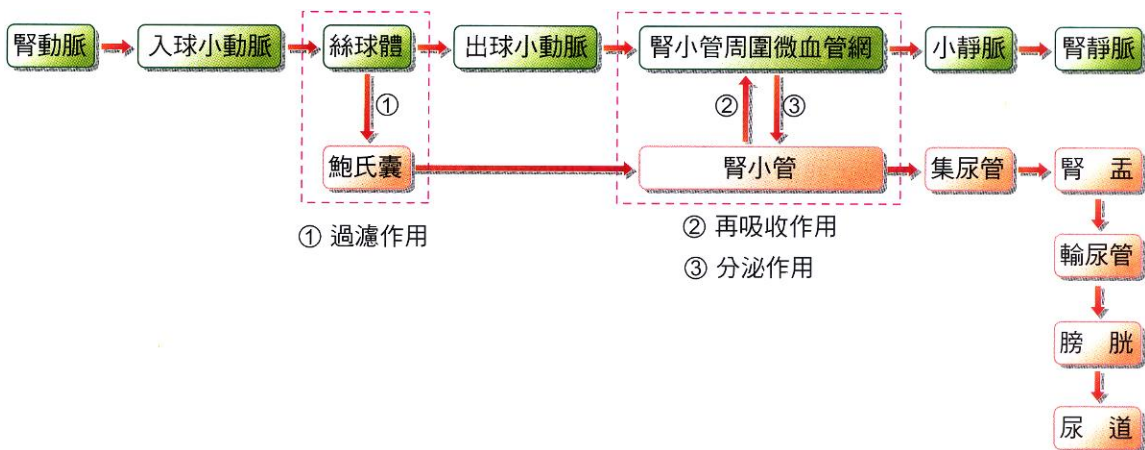 腎動脈 入球小動脈 絲球體 出球小動脈 腎小管周圍微血管網 小靜脈 腎靜脈
① ② ③
鮑氏囊 腎小管 集尿管 腎盂
① 過濾作用 ② 再吸收作用
輸尿管
③ 分泌作用
膀胱
尿道